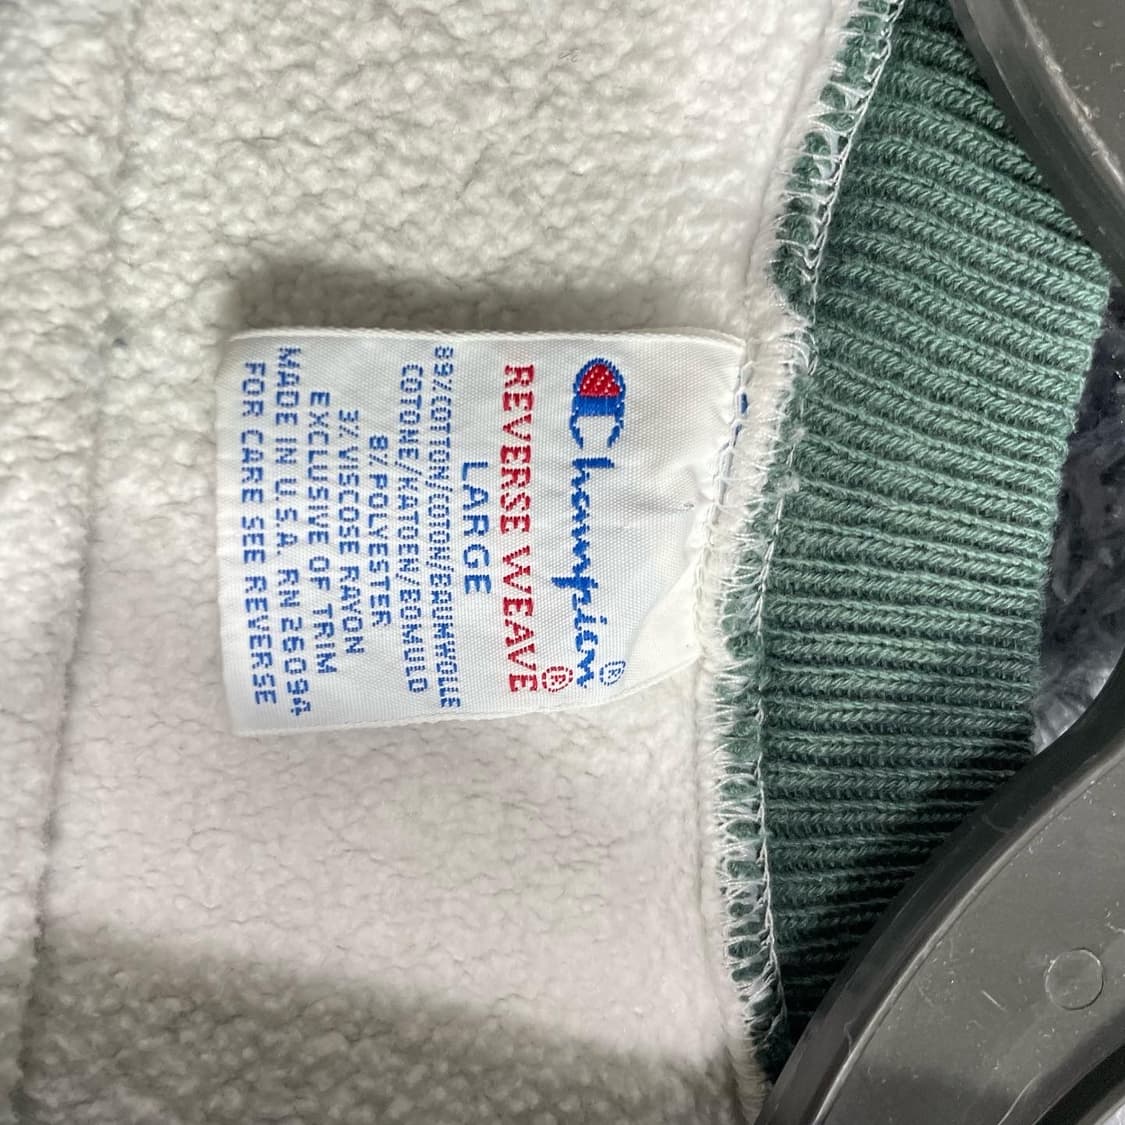 Champion®
REVERSE WEAVE®
LARGE
89% COTTON/COTON/BAUMWOLLE
COTONE/KATOEN/BOMULD
8% POLYESTER
3% VISCOSE RAYON
EXCLUSIVE OF TRIM
MADE IN U.S.A. RN 26094
FOR CARE SEE REVERSE